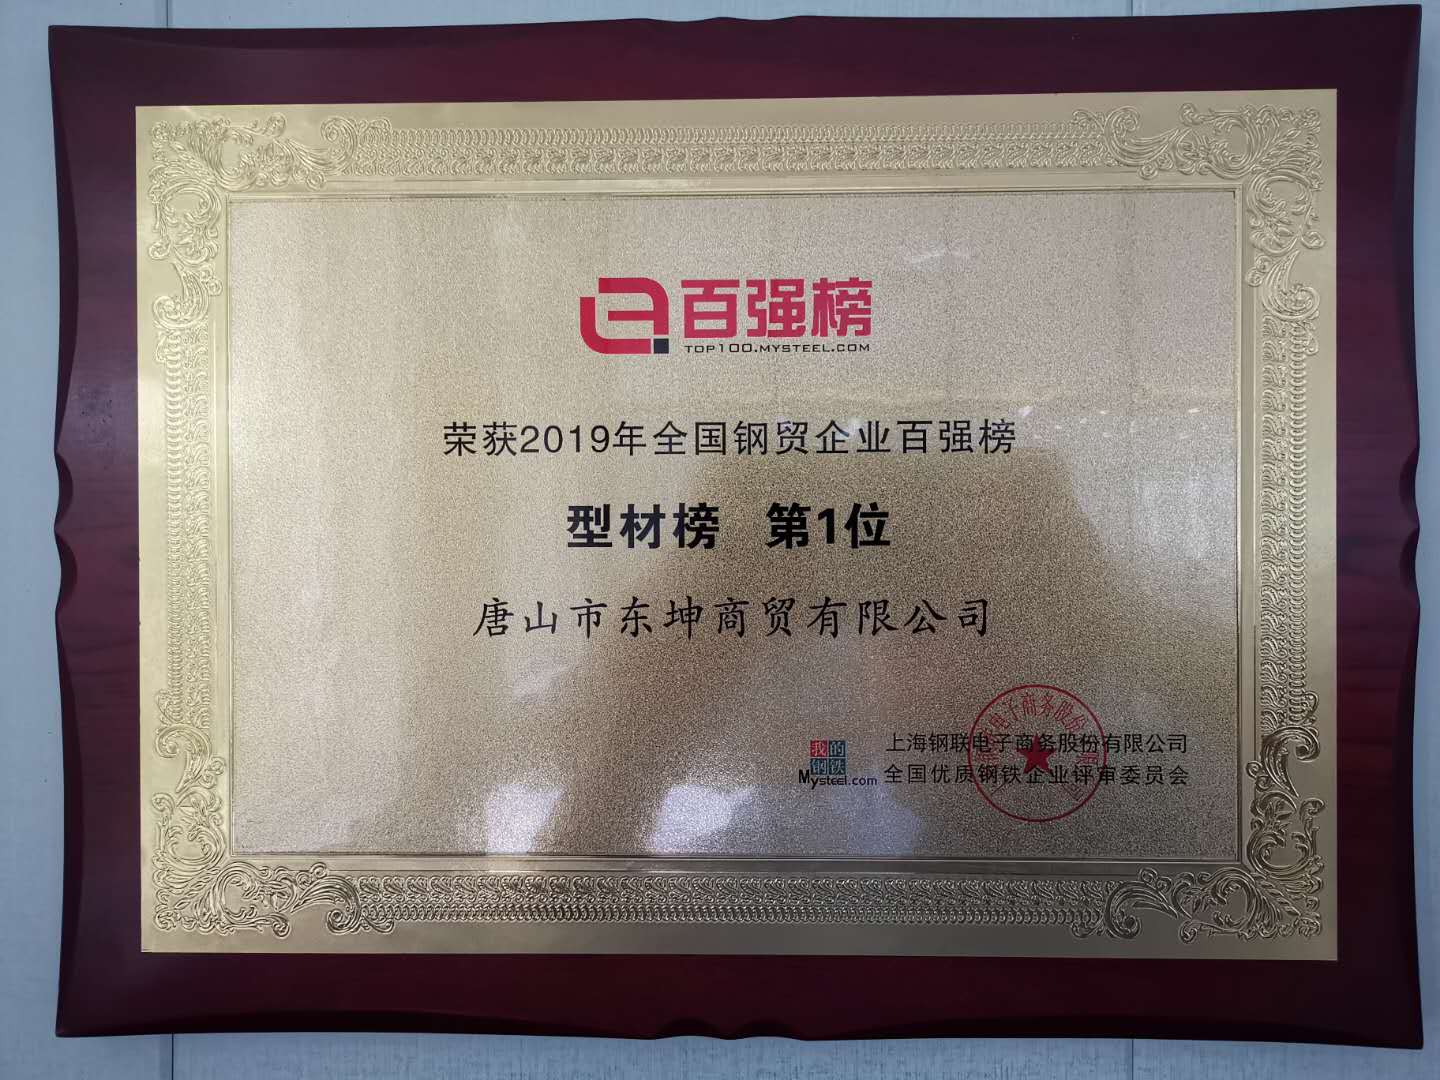 百强榜
TOP100.MYSTEEL.COM
荣获2019年全国钢贸企业百强榜
型材榜 第1位
唐山市东坤商贸有限公司
我的
钢铁
Mysteel.com
上海钢联电子商务股份有限公司
全国优质钢铁企业评审委员会